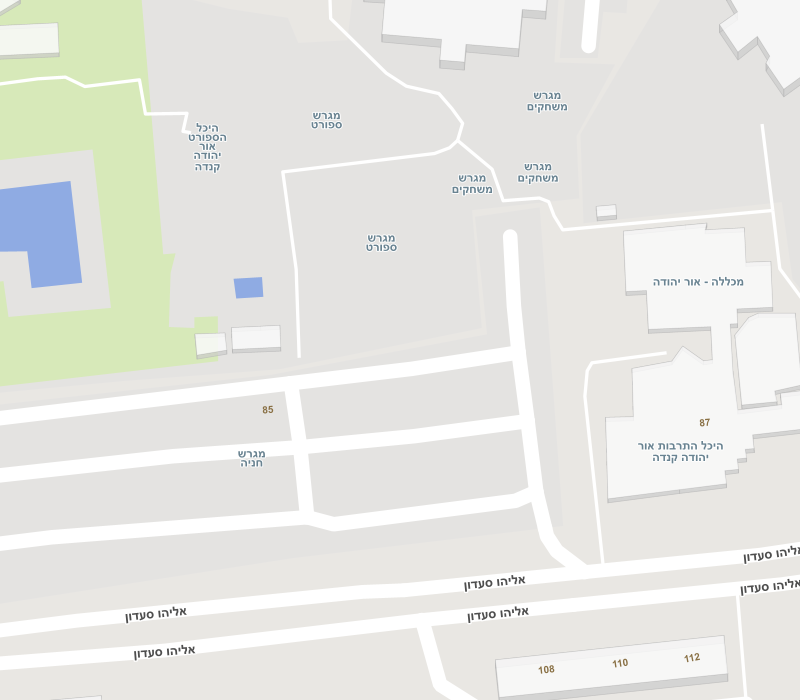 מגרש
משחקים
מגרש
ספורט
היכל
הספורט
אור
יהודה
קנדה
מגרש
משחקים
מגרש
משחקים
מגרש
ספורט
מכללה - אור יהודה
85
87
היכל התרבות אור
יהודה קנדה
מגרש
חניה
אליהו סעדון
אליהו סעדון
אליהו סעדון
אליהו סעדון
אליהו סעדון
אליהו סעדון
108
110
112